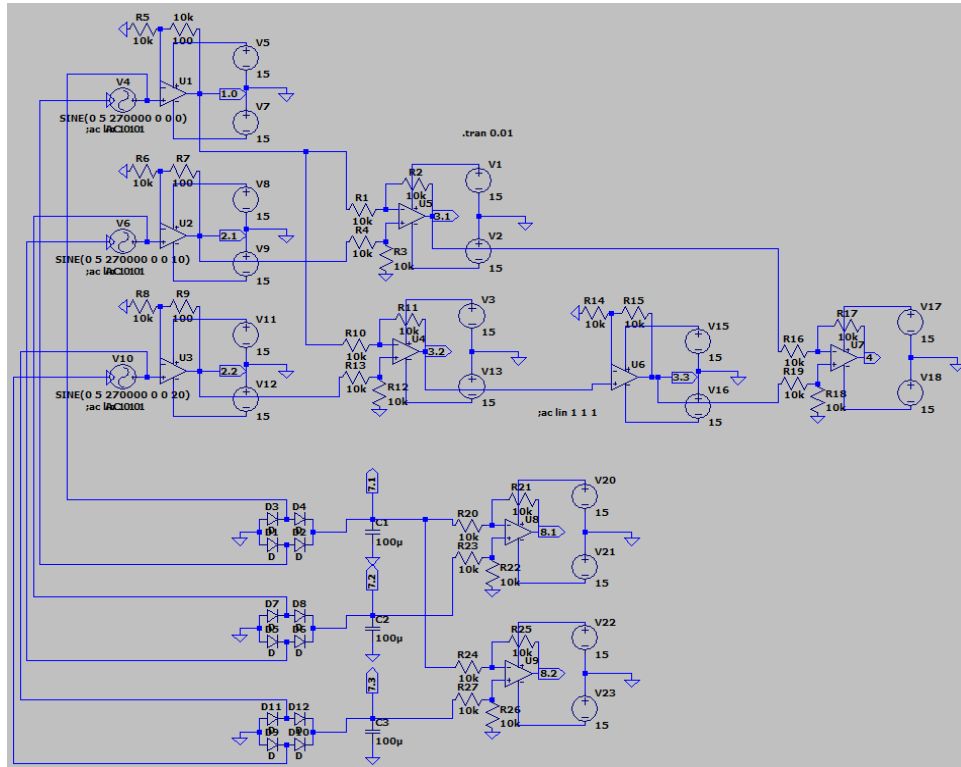 R5
10k
10k
100
V5
15
U1
V4
1.0
V7
15
SINE(0 5 270000 0 0 0)
.tran 0.01
R6
10k
R7
100
V8
15
U2
V6
2.1
V9
15
SINE(0 5 270000 0 0 10)
R1
10k
R4
10k
R2
10k
U5
3.1
R3
10k
V1
15
V2
15
R8
10k
R9
100
V11
15
U3
V10
2.2
V12
15
SINE(0 5 270000 0 0 20)
R10
10k
R13
10k
R11
10k
U4
3.2
R12
10k
V3
15
V13
15
R14
10k
R15
10k
U6
3.3
V15
15
V16
15
;ac lin 1 1 1
R16
10k
R19
10k
R17
10k
U7
4
R18
10k
V17
15
V18
15
7.1
D3
D4
D
D1
D2
D
D
C1
100µ
R20
10k
R23
10k
R21
10k
U8
8.1
R22
10k
V20
15
V21
15
7.2
D7
D8
D
D5
D6
D
D
C2
100µ
R24
10k
R27
10k
R25
10k
U9
8.2
R26
10k
V22
15
V23
15
7.3
D11
D12
D
D9
D10
D
D
C3
100µ